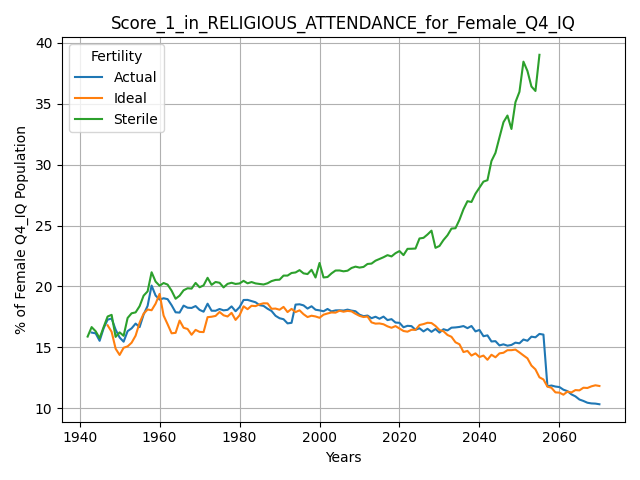 Score_1_in_RELIGIOUS_ATTENDANCE_for_Female_Q4_IQ
Fertility
Actual
Ideal
Sterile
% of Female Q4_IQ Population
40
35
30
25
20
15
10
1940
1960
1980
2000
2020
2040
2060
Years